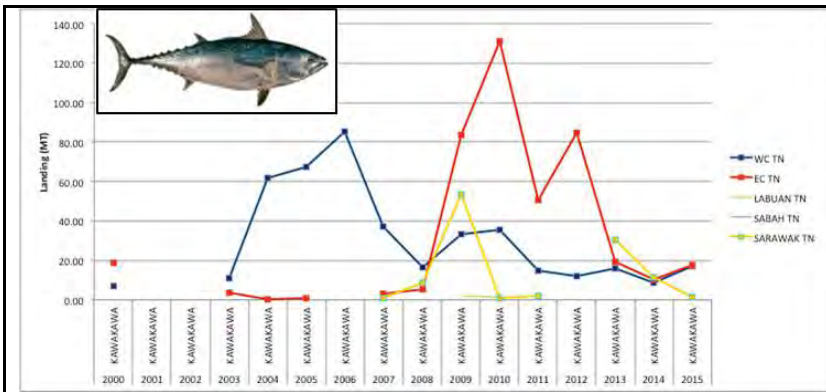 140.00
120.00
100.00
80.00
60.00
40.00
20.00
0.00
Landing (MT)
KAWAKAWA KAWAKAWA KAWAKAWA KAWAKAWA KAWAKAWA KAWAKAWA KAWAKAWA KAWAKAWA KAWAKAWA KAWAKAWA KAWAKAWA KAWAKAWA KAWAKAWA KAWAKAWA KAWAKAWA KAWAKAWA
2000 2001 2002 2003 2004 2005 2006 2007 2008 2009 2010 2011 2012 2013 2014 2015
WC TN
EC TN
LABUAN TN
SABAH TN
SARAWAK TN